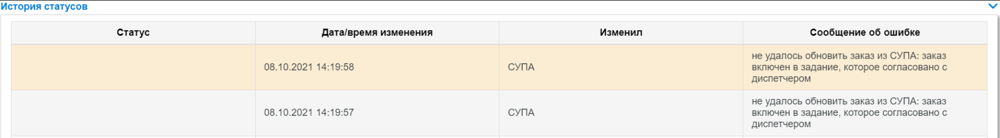 История статусов
Статус Дата/время изменения Изменил Сообщение об ошибке
не удалось обновить заказ из СУПА: заказ
08.10.2021 14:19:58 СУПА включен в задание, которое согласовано с
диспетчером
не удалось обновить заказ из СУПА: заказ
08.10.2021 14:19:57 СУПА включен в задание, которое согласовано с
диспетчером